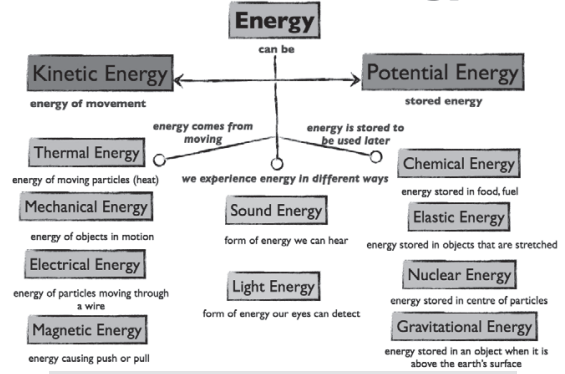 Energy
can be
Kinetic Energy
energy of movement
Potential Energy
stored energy
energy comes from
moving
energy is stored to
be used later
we experience energy in different ways
Thermal Energy
energy of moving particles (heat)
Mechanical Energy
energy of objects in motion
Electrical Energy
energy of particles moving through
a wire
Magnetic Energy
energy causing push or pull
Sound Energy
form of energy we can hear
Light Energy
form of energy our eyes can detect
Chemical Energy
energy stored in food, fuel
Elastic Energy
energy stored in objects that are stretched
Nuclear Energy
energy stored in centre of particles
Gravitational Energy
energy stored in an object when it is
above the earth's surface